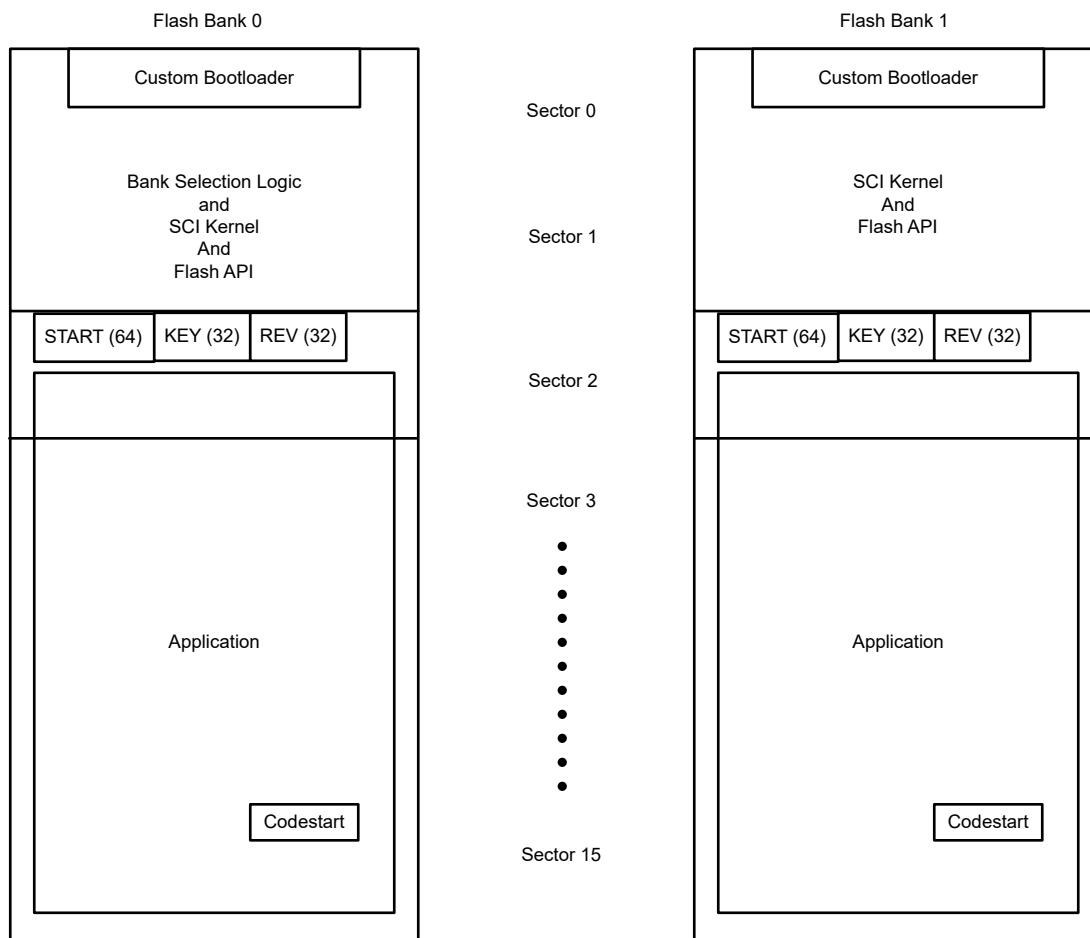 Flash Bank 0
Flash Bank 1
Custom Bootloader
Custom Bootloader
Sector 0
Bank Selection Logic
and
SCI Kernel
And
Flash API
SCI Kernel
And
Flash API
Sector 1
START (64)
KEY (32)
REV (32)
START (64)
KEY (32)
REV (32)
Sector 2
Sector 3
Application
Application
Codestart
Codestart
Sector 15